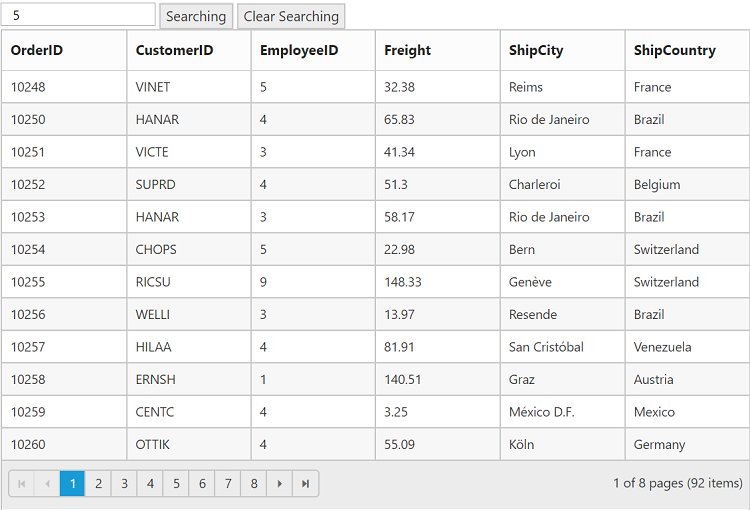 5 Searching Clear Searching
OrderID CustomerID EmployeeID Freight ShipCity ShipCountry
10248 VINET 5 32.38 Reims France
10250 HANAR 4 65.83 Rio de Janeiro Brazil
10251 VICTE 3 41.34 Lyon France
10252 SUPRD 4 51.3 Charleroi Belgium
10253 HANAR 3 58.17 Rio de Janeiro Brazil
10254 CHOPS 5 22.98 Bern Switzerland
10255 RICSU 9 148.33 Genève Switzerland
10256 WELLI 3 13.97 Resende Brazil
10257 HILAA 4 81.91 San Cristóbal Venezuela
10258 ERNSH 1 140.51 Graz Austria
10259 CENTC 4 3.25 México D.F. Mexico
10260 OTTIK 4 55.09 Köln Germany
1 2 3 4 5 6 7 8 1 of 8 pages (92 items)